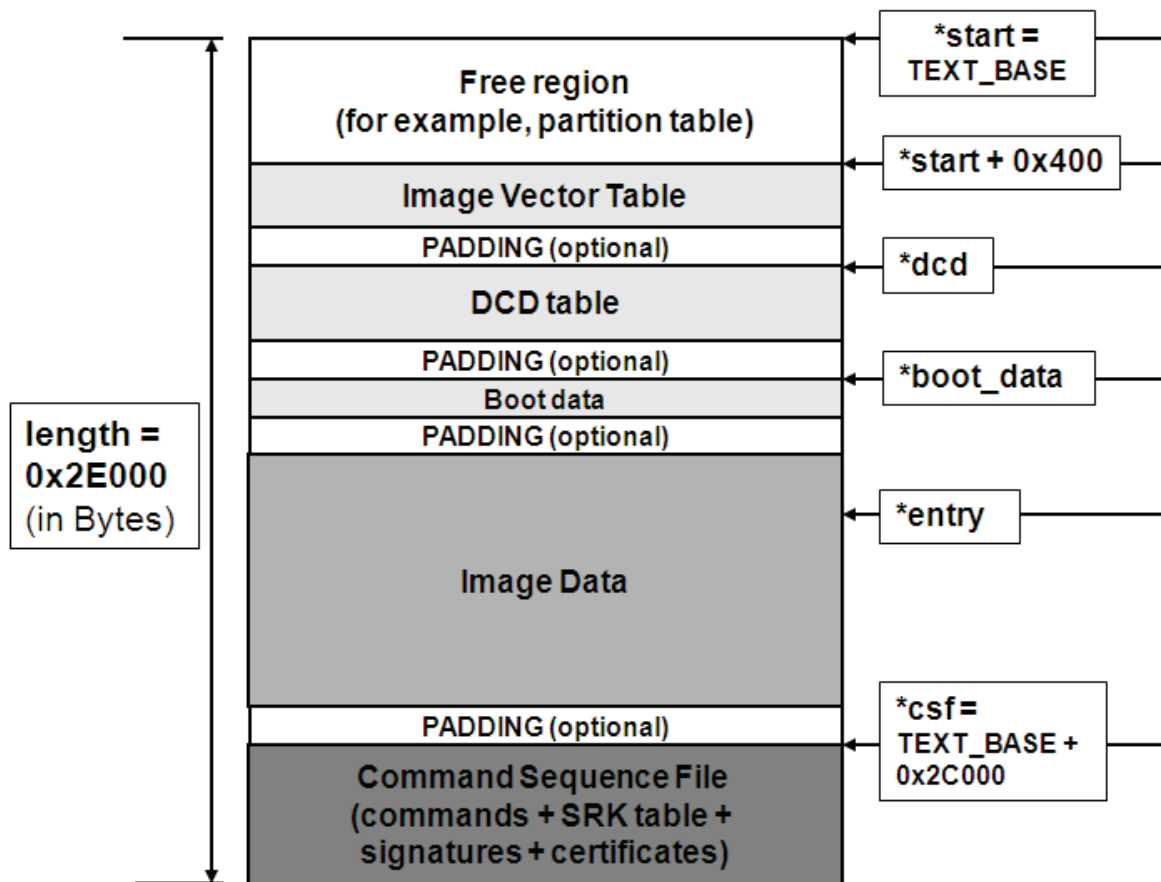 *start =
TEXT_BASE
Free region
(for example, partition table)
*start + 0x400
Image Vector Table
PADDING (optional)
*dcd
DCD table
PADDING (optional)
*boot_data
Boot data
PADDING (optional)
length =
0x2E000
(in Bytes)
*entry
Image Data
*csf =
TEXT_BASE +
0x2C000
PADDING (optional)
Command Sequence File
(commands + SRK table +
signatures + certificates)